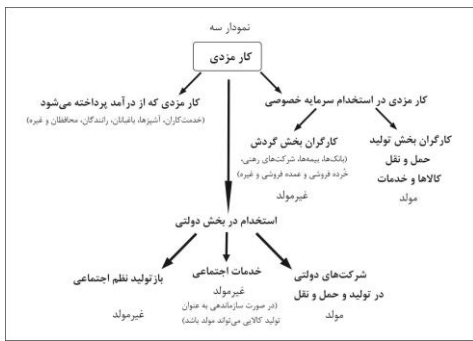 نمودار سه
کار مزدی
کار مزدی در استخدام سرمایه خصوصی
کار مزدی که از درآمد پرداخته می‌شود
(خدمت‌کاران، آشپزها، باغبانان، رانندگان، محافظان و غیره)
کارگران بخش تولید
حمل و نقل
کالاها و خدمات
مولد
کارگران بخش گردش
(بانک‌ها، بیمه‌ها، شرکت‌های رهنی،
خُرده فروشی و عمده فروشی و غیره)
غیرمولد
استخدام در بخش دولتی
شرکت‌های دولتی
در تولید و حمل و نقل
مولد
خدمات اجتماعی
غیرمولد
(در صورت سازماندهی به عنوان
تولید کالایی می‌تواند مولد باشد)
بازتولید نظم اجتماعی
غیرمولد